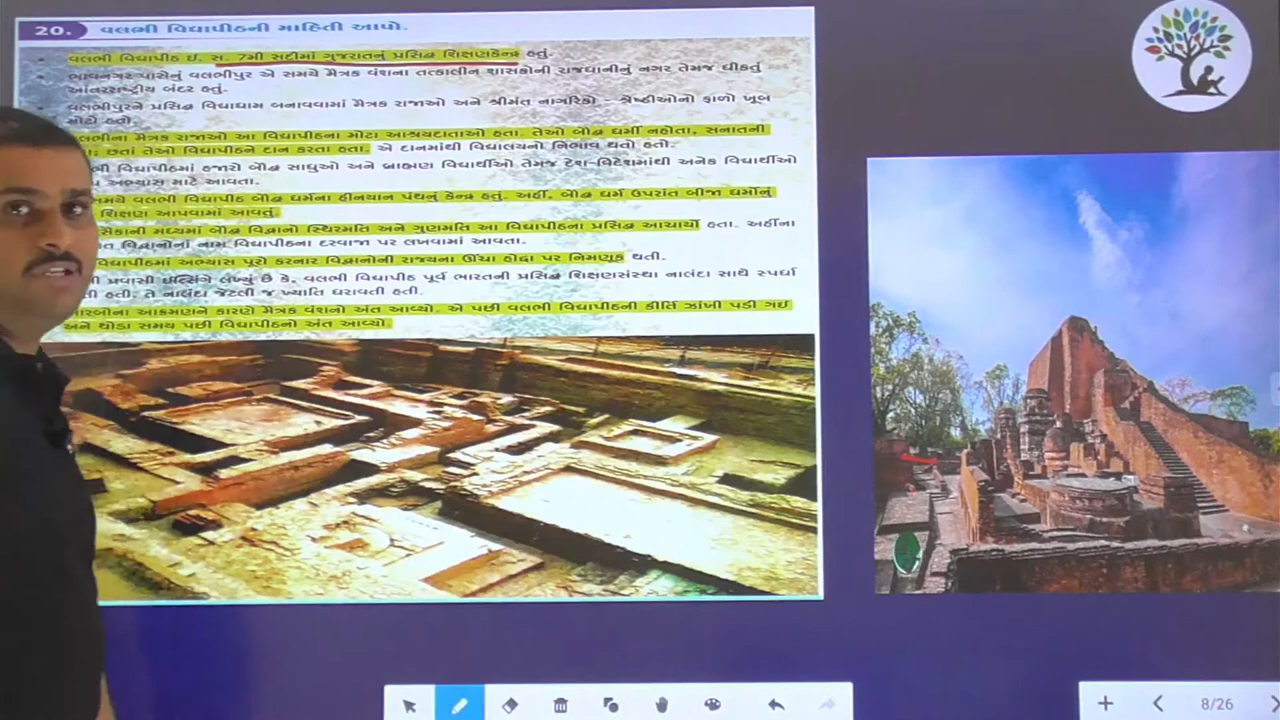 20. વલભી વિદ્યાપીઠની માહિતી આપો.
વલભી વિદ્યાપીઠ ઇ. સ. 7મી સદીમાં ગુજરાતનું પ્રસિદ્ધ શિક્ષણકેન્દ્ર હતું.
ભાવનગર પાસેનું વલભીપુર એ સમયે મૈત્રક વંશના તત્કાલીન શાસકોની રાજધાનીનું નગર તેમજ ધીકતું
આંતરરાષ્ટ્રીય બંદર હતું.
વલભીપુરને પ્રસિદ્ધ વિદ્યાધામ બનાવવામાં મૈત્રક રાજાઓ અને શ્રીમંત નાગરિકો - શ્રેષ્ઠીઓનો ફાળો ખૂબ
મોટો હતો.
વલભીના મૈત્રક રાજાઓ આ વિદ્યાપીઠના મોટા આશ્રયદાતાઓ હતા. તેઓ બૌદ્ધ ધર્મી નહોતા, સનાતની
છતાં તેઓ વિદ્યાપીઠને દાન કરતા હતા. એ દાનમાંથી વિદ્યાલયનો નિભાવ થતો હતો.
વિદ્યાપીઠમાં હજારો બૌદ્ધ સાધુઓ અને બ્રાહ્મણ વિદ્યાર્થીઓ તેમજ દેશ-વિદેશમાંથી અનેક વિદ્યાર્થીઓ
અભ્યાસ માટે આવતા.
વલભી વિદ્યાપીઠ બૌદ્ધ ધર્મના હીનયાન પંથનું કેન્દ્ર હતું. અહીં, બૌદ્ધ ધર્મ ઉપરાંત બીજા ધર્મોનું
શિક્ષણ આપવામાં આવતું.
મધ્યમાં બૌદ્ધ વિદ્વાનો સ્થિરમતિ અને ગુણમતિ આ વિદ્યાપીઠના પ્રસિદ્ધ આચાર્યો હતા. અહીંના
વિદ્વાનોનાં નામ વિદ્યાપીઠના દરવાજા પર લખવામાં આવતા.
વિદ્યાપીઠમાં અભ્યાસ પૂરો કરનાર વિદ્વાનોની રાજ્યના ઊંચા હોદ્દા પર નિમણૂક થતી.
પ્રવાસી ઇત્સિંગે લખ્યું છે કે, વલભી વિદ્યાપીઠ પૂર્વ ભારતની પ્રસિદ્ધ શિક્ષણસંસ્થા નાલંદા સાથે સ્પર્ધા
હતી. તે નાલંદા જેટલી જ ખ્યાતિ ધરાવતી હતી.
આક્રમણને કારણે મૈત્રક વંશનો અંત આવ્યો. એ પછી વલભી વિદ્યાપીઠની કીર્તિ ઝાંખી પડી ગઈ
અને થોડા સમય પછી વિદ્યાપીઠનો અંત આવ્યો.
8/26